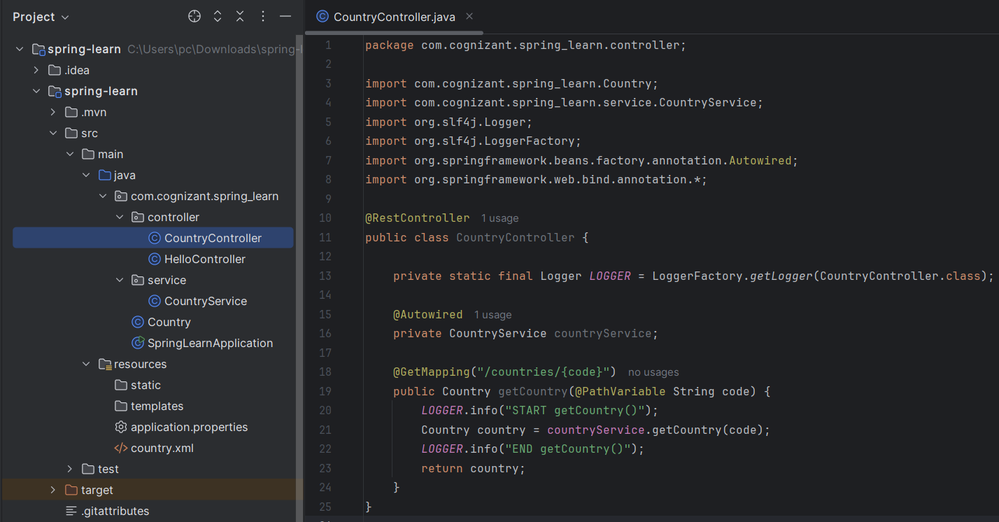 Project
spring-learn C:\Users\pc\Downloads\spring-l
.idea
spring-learn
.mvn
src
main
java
com.cognizant.spring_learn
controller
CountryController
HelloController
service
CountryService
Country
SpringLearnApplication
resources
static
templates
application.properties
country.xml
test
target
.gitattributes
CountryController.java
1 package com.cognizant.spring_learn.controller;
2
3 import com.cognizant.spring_learn.Country;
4 import com.cognizant.spring_learn.service.CountryService;
5 import org.slf4j.Logger;
6 import org.slf4j.LoggerFactory;
7 import org.springframework.beans.factory.annotation.Autowired;
8 import org.springframework.web.bind.annotation.*;
9
10 @RestController 1 usage
11 public class CountryController {
12
13 private static final Logger LOGGER = LoggerFactory.getLogger(CountryController.class);
14
15 @Autowired 1 usage
16 private CountryService countryService;
17
18 @GetMapping("/countries/{code}") no usages
19 public Country getCountry(@PathVariable String code) {
20 LOGGER.info("START getCountry()");
21 Country country = countryService.getCountry(code);
22 LOGGER.info("END getCountry()");
23 return country;
24 }
25 }